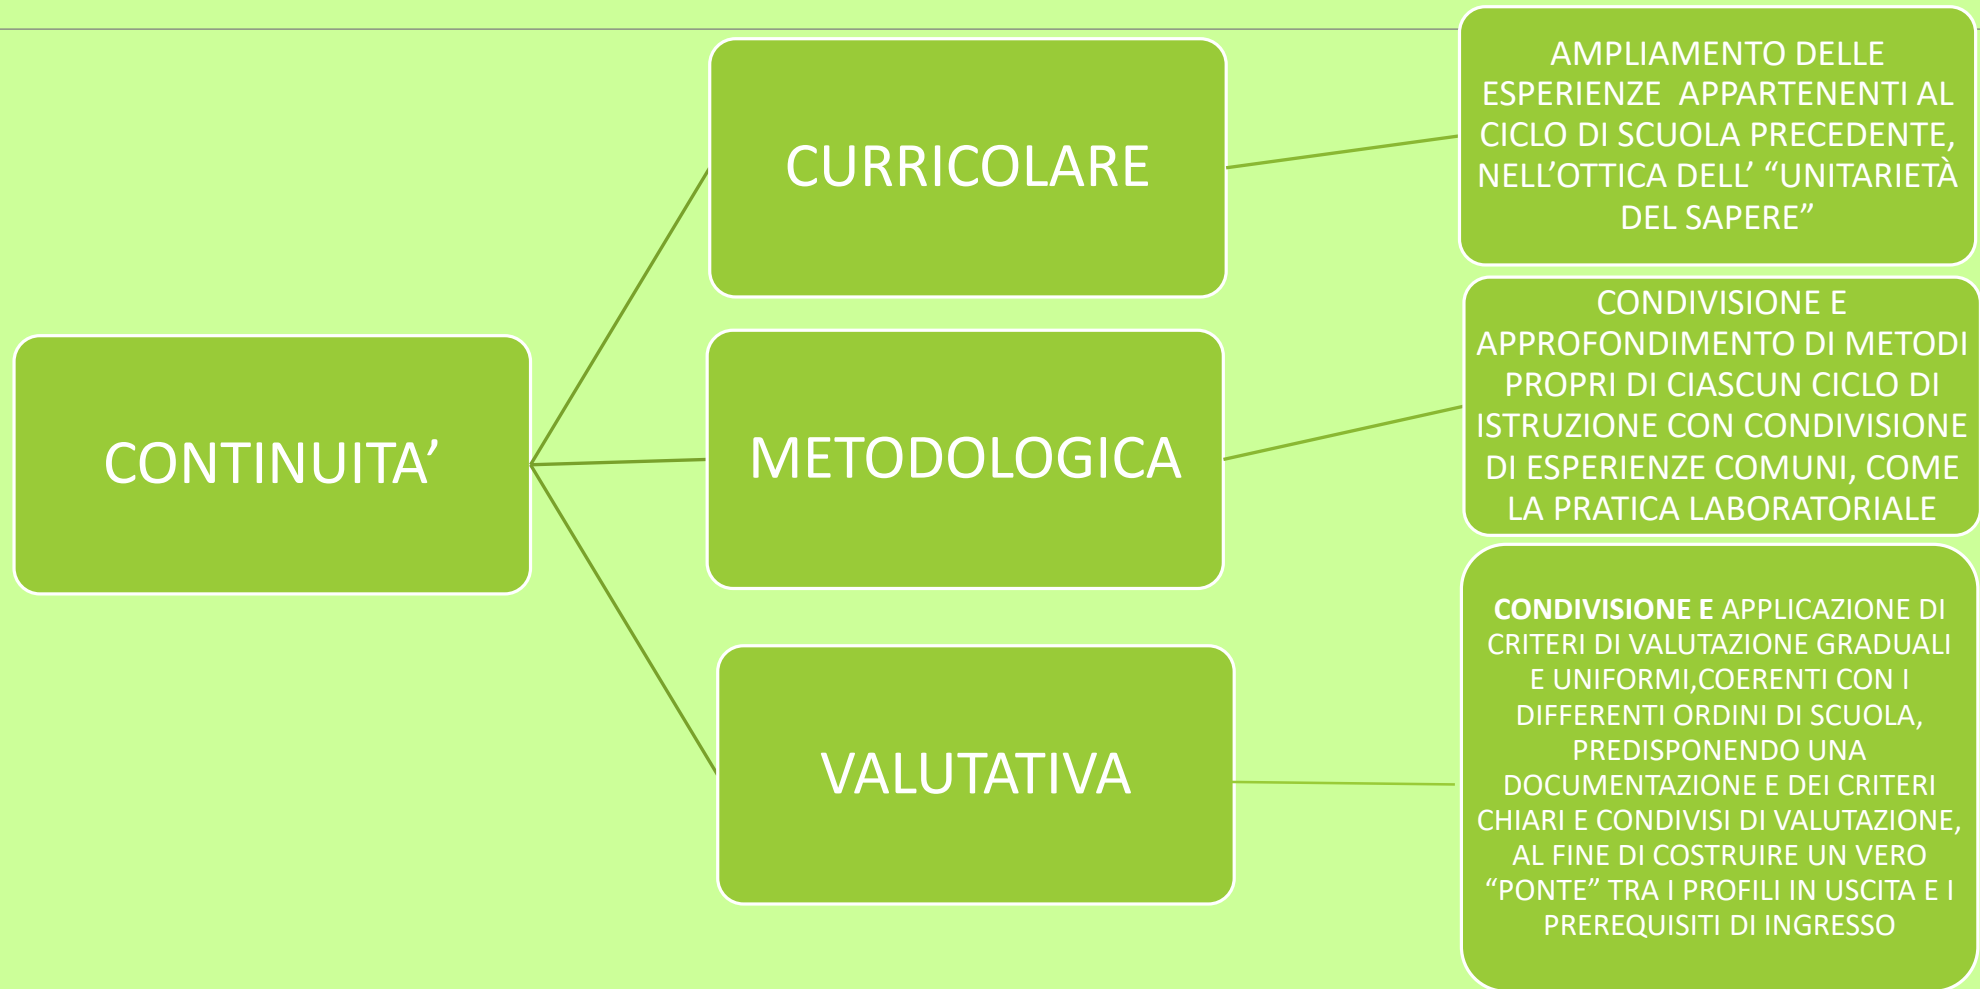 CONTINUITA’
CURRICOLARE
AMPLIAMENTO DELLE
ESPERIENZE  APPARTENENTI AL
CICLO DI SCUOLA PRECEDENTE,
NELL’OTTICA DELL’ “UNITARIETÀ
DEL SAPERE”
METODOLOGICA
CONDIVISIONE E
APPROFONDIMENTO DI METODI
PROPRI DI CIASCUN CICLO DI
ISTRUZIONE CON CONDIVISIONE
DI ESPERIENZE COMUNI, COME
LA PRATICA LABORATORIALE
VALUTATIVA
CONDIVISIONE E APPLICAZIONE DI
CRITERI DI VALUTAZIONE GRADUALI
E UNIFORMI,COERENTI CON I
DIFFERENTI ORDINI DI SCUOLA,
PREDISPONENDO UNA
DOCUMENTAZIONE E DEI CRITERI
CHIARI E CONDIVISI DI VALUTAZIONE,
AL FINE DI COSTRUIRE UN VERO
“PONTE” TRA I PROFILI IN USCITA E I
PREREQUISITI DI INGRESSO